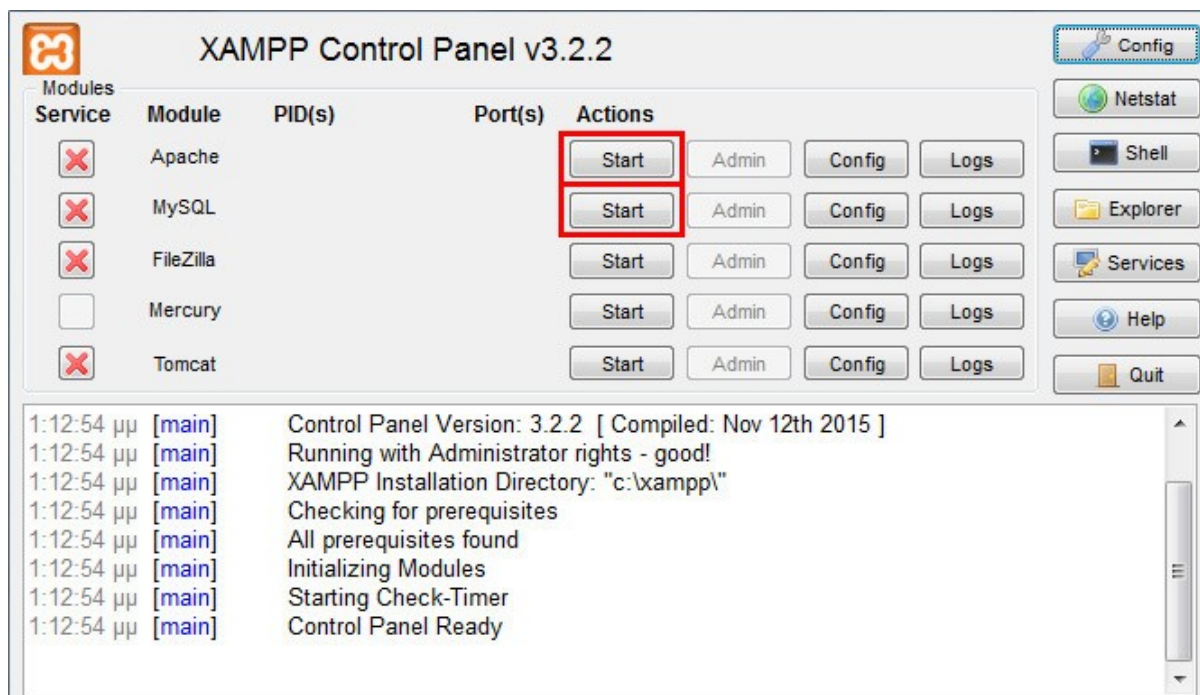 XAMPP Control Panel v3.2.2
Config
Modules
Netstat
Service Module PID(s) Port(s) Actions
Apache Start Admin Config Logs
Shell
MySQL Start Admin Config Logs
Explorer
FileZilla Start Admin Config Logs
Services
Mercury Start Admin Config Logs
Help
Tomcat Start Admin Config Logs
Quit
1:12:54 μμ [main] Control Panel Version: 3.2.2 [ Compiled: Nov 12th 2015 ]
1:12:54 μμ [main] Running with Administrator rights - good!
1:12:54 μμ [main] XAMPP Installation Directory: "c:\xampp\"
1:12:54 μμ [main] Checking for prerequisites
1:12:54 μμ [main] All prerequisites found
1:12:54 μμ [main] Initializing Modules
1:12:54 μμ [main] Starting Check-Timer
1:12:54 μμ [main] Control Panel Ready